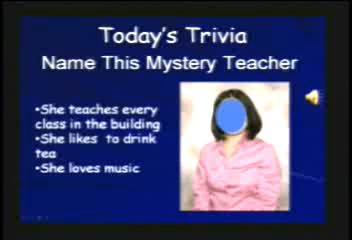 Today's Trivia
Name This Mystery Teacher
•She teaches every
class in the building
•She likes to drink
tea
•She loves music